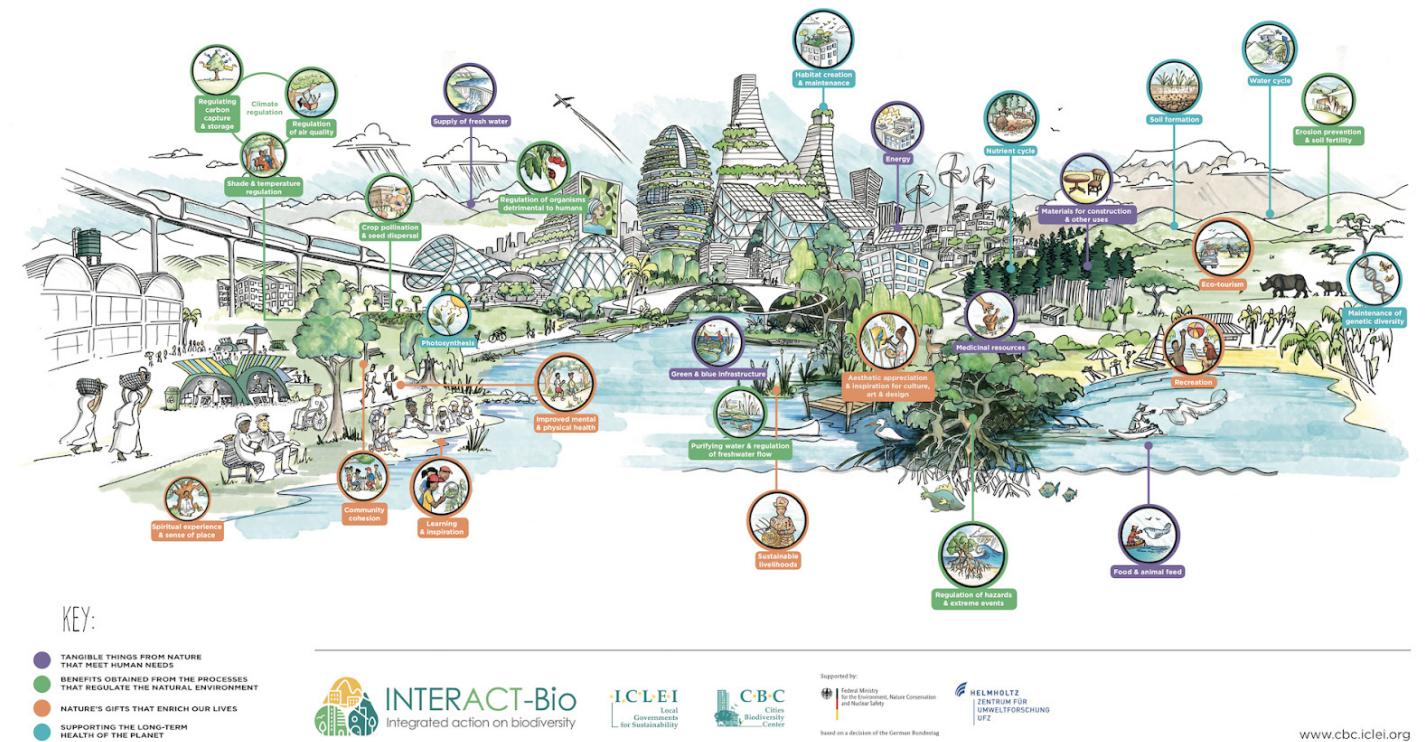 Regulating
carbon
capture
& storage
Climate
regulation
Regulation
of air quality
Shade & temperature
regulation
Supply of fresh water
Crop pollination
& seed dispersal
Regulation of organisms
detrimental to humans
Habitat creation
& maintenance
Energy
Nutrient cycle
Materials for construction
& other uses
Soil formation
Water cycle
Erosion prevention
& soil fertility
Eco-tourism
Maintenance of
genetic diversity
Photosynthesis
Green & blue infrastructure
Medicinal resources
Aesthetic appreciation
& inspiration for culture,
art & design
Recreation
Improved mental
& physical health
Purifying water & regulation
of freshwater flow
Spiritual experience
& sense of place
Community
cohesion
Learning
& inspiration
Sustainable
livelihoods
Regulation of hazards
& extreme events
Food & animal feed
KEY:
TANGIBLE THINGS FROM NATURE
THAT MEET HUMAN NEEDS
BENEFITS OBTAINED FROM THE PROCESSES
THAT REGULATE THE NATURAL ENVIRONMENT
NATURE'S GIFTS THAT ENRICH OUR LIVES
SUPPORTING THE LONG-TERM
HEALTH OF THE PLANET
INTERACT-Bio
Integrated action on biodiversity
I.C.L.E.I
Local
Governments
for Sustainability
C.B.C
Cities
Biodiversity
Center
Supported by:
Federal Ministry
for the Environment, Nature Conservation
and Nuclear Safety
based on a decision of the German Bundestag
HELMHOLTZ
ZENTRUM FÜR
UMWELTFORSCHUNG
UFZ
www.cbc.iclei.org